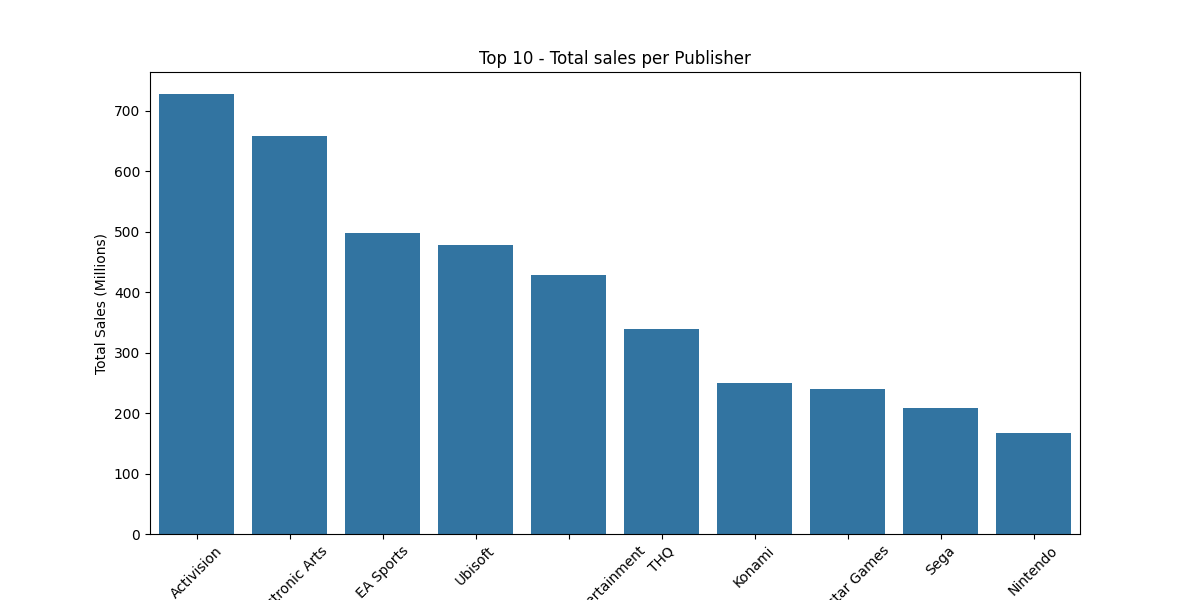 Top 10 - Total sales per Publisher
Total Sales (Millions)
700
600
500
400
300
200
100
0
Activision
tronic Arts
EA Sports
Ubisoft
ertainment
THQ
Konami
tar Games
Sega
Nintendo